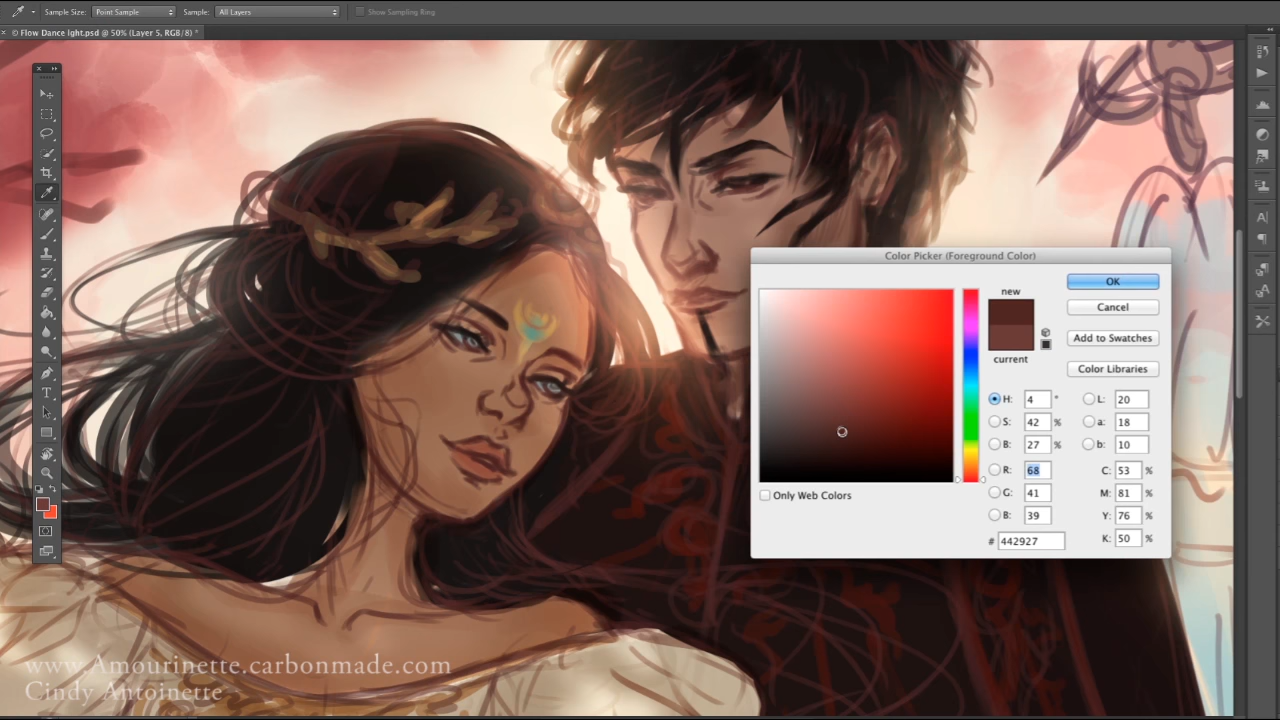 Sample Size: Point Sample Sample: All Layers Show Sampling Ring
© Flow Dance lght.psd @ 50% (Layer 5, RGB/8) *
Color Picker (Foreground Color)
new
current
OK
Cancel
Add to Swatches
Color Libraries
H: 4 ° L: 20
S: 42 % a: 18
B: 27 % b: 10
R: 68 C: 53 %
G: 41 M: 81 %
B: 39 Y: 76 %
# 442927 K: 50 %
Only Web Colors
www.Amourinette.carbonmade.com
Cindy Antoinette